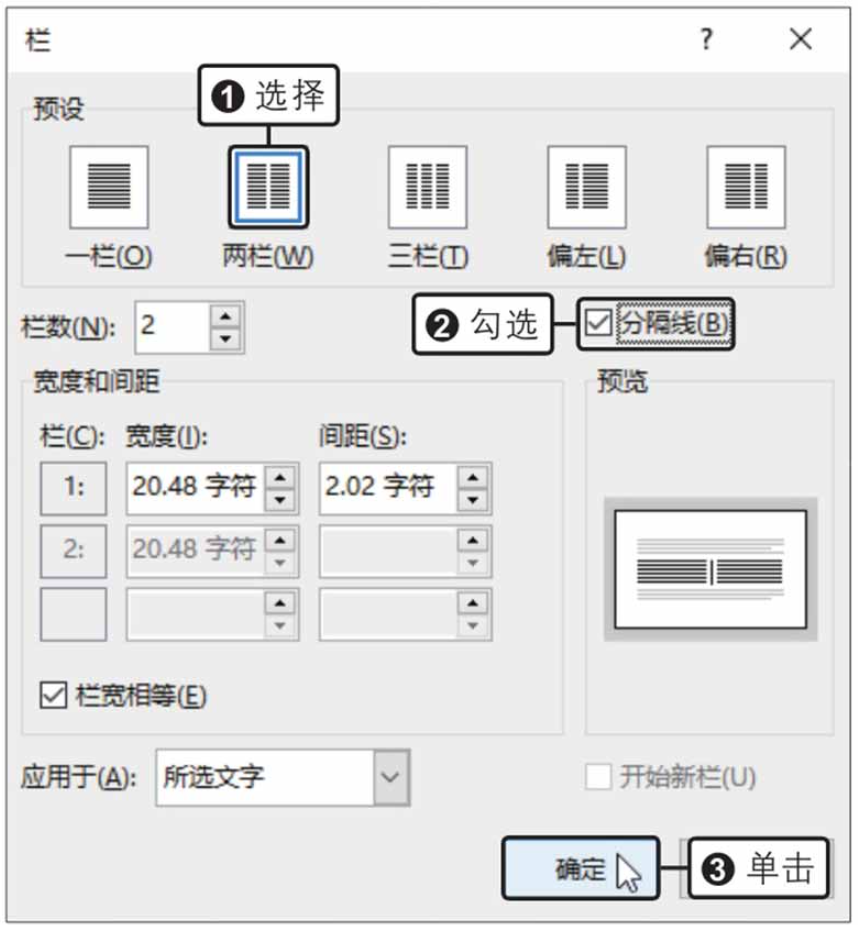 栏 ?
❶ 选择
预设
一栏(O) 两栏(W) 三栏(T) 偏左(L) 偏右(R)
栏数(N): 2 ❷ 勾选 分隔线(B)
宽度和间距 预览
栏(C): 宽度(I): 间距(S):
1: 20.48 字符 2.02 字符
2: 20.48 字符
栏宽相等(E)
应用于(A): 所选文字 开始新栏(U)
确定 ❸ 单击